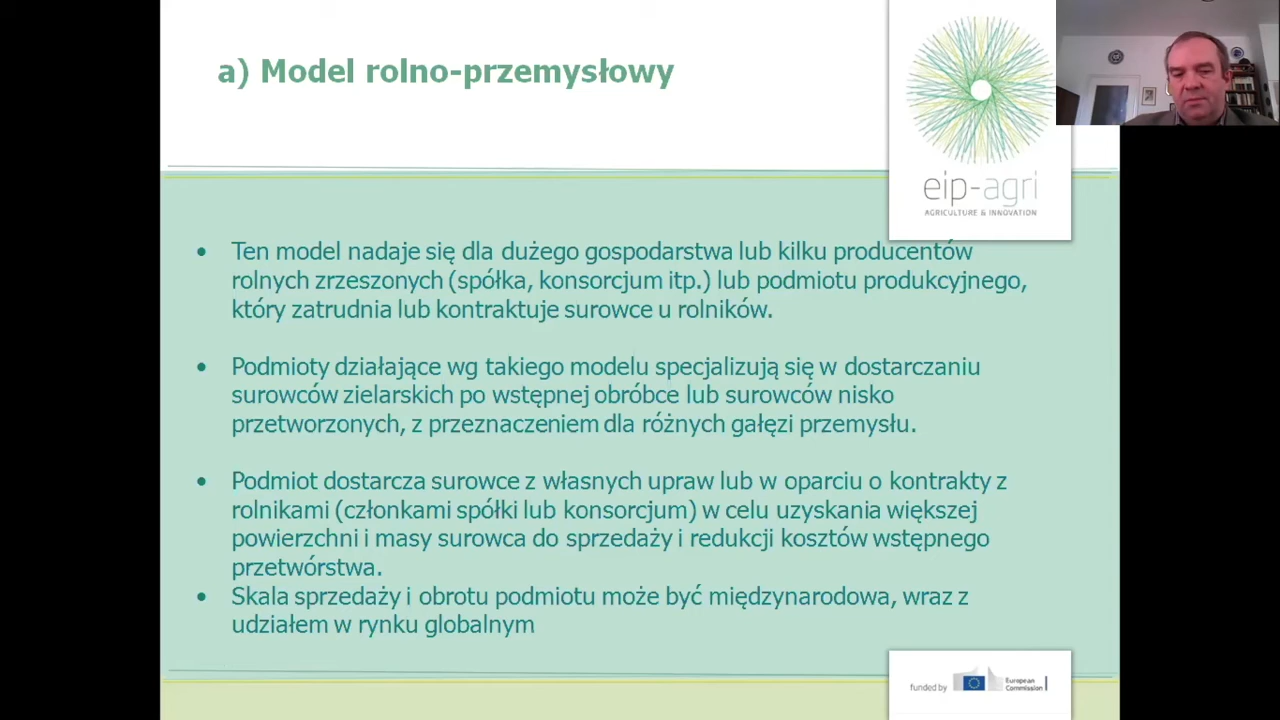 a) Model rolno-przemysłowy
eip-agri
AGRICULTURE & INNOVATION
• Ten model nadaje się dla dużego gospodarstwa lub kilku producentów
rolnych zrzeszonych (spółka, konsorcjum itp.) lub podmiotu produkcyjnego,
który zatrudnia lub kontraktuje surowce u rolników.
• Podmioty działające wg takiego modelu specjalizują się w dostarczaniu
surowców zielarskich po wstępnej obróbce lub surowców nisko
przetworzonych, z przeznaczeniem dla różnych gałęzi przemysłu.
• Podmiot dostarcza surowce z własnych upraw lub w oparciu o kontrakty z
rolnikami (członkami spółki lub konsorcjum) w celu uzyskania większej
powierzchni i masy surowca do sprzedaży i redukcji kosztów wstępnego
przetwórstwa.
• Skala sprzedaży i obrotu podmiotu może być międzynarodowa, wraz z
udziałem w rynku globalnym
funded by
European
Commission